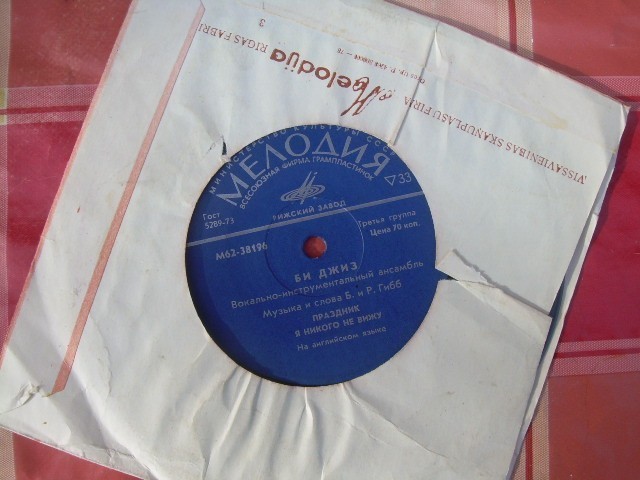 3
VISSAVIENĪBAS SKAŅUPLAŠU FIRMA Melodija RIGAS FABRI
МИНИСТЕРСТВО КУЛЬТУРЫ СССР
МЕЛОДИЯ
ВСЕСОЮЗНАЯ ФИРМА ГРАМПЛАСТИНОК
▷33
РИЖСКИЙ ЗАВОД
Гост
5289-73
Третья группа
Цена 70 коп.
М62-38196
БИ ДЖИЗ
Вокально-инструментальный ансамбль
Музыка и слова Б. и Р. Гибб
ПРАЗДНИК
Я НИКОГО НЕ ВИЖУ
На английском языке